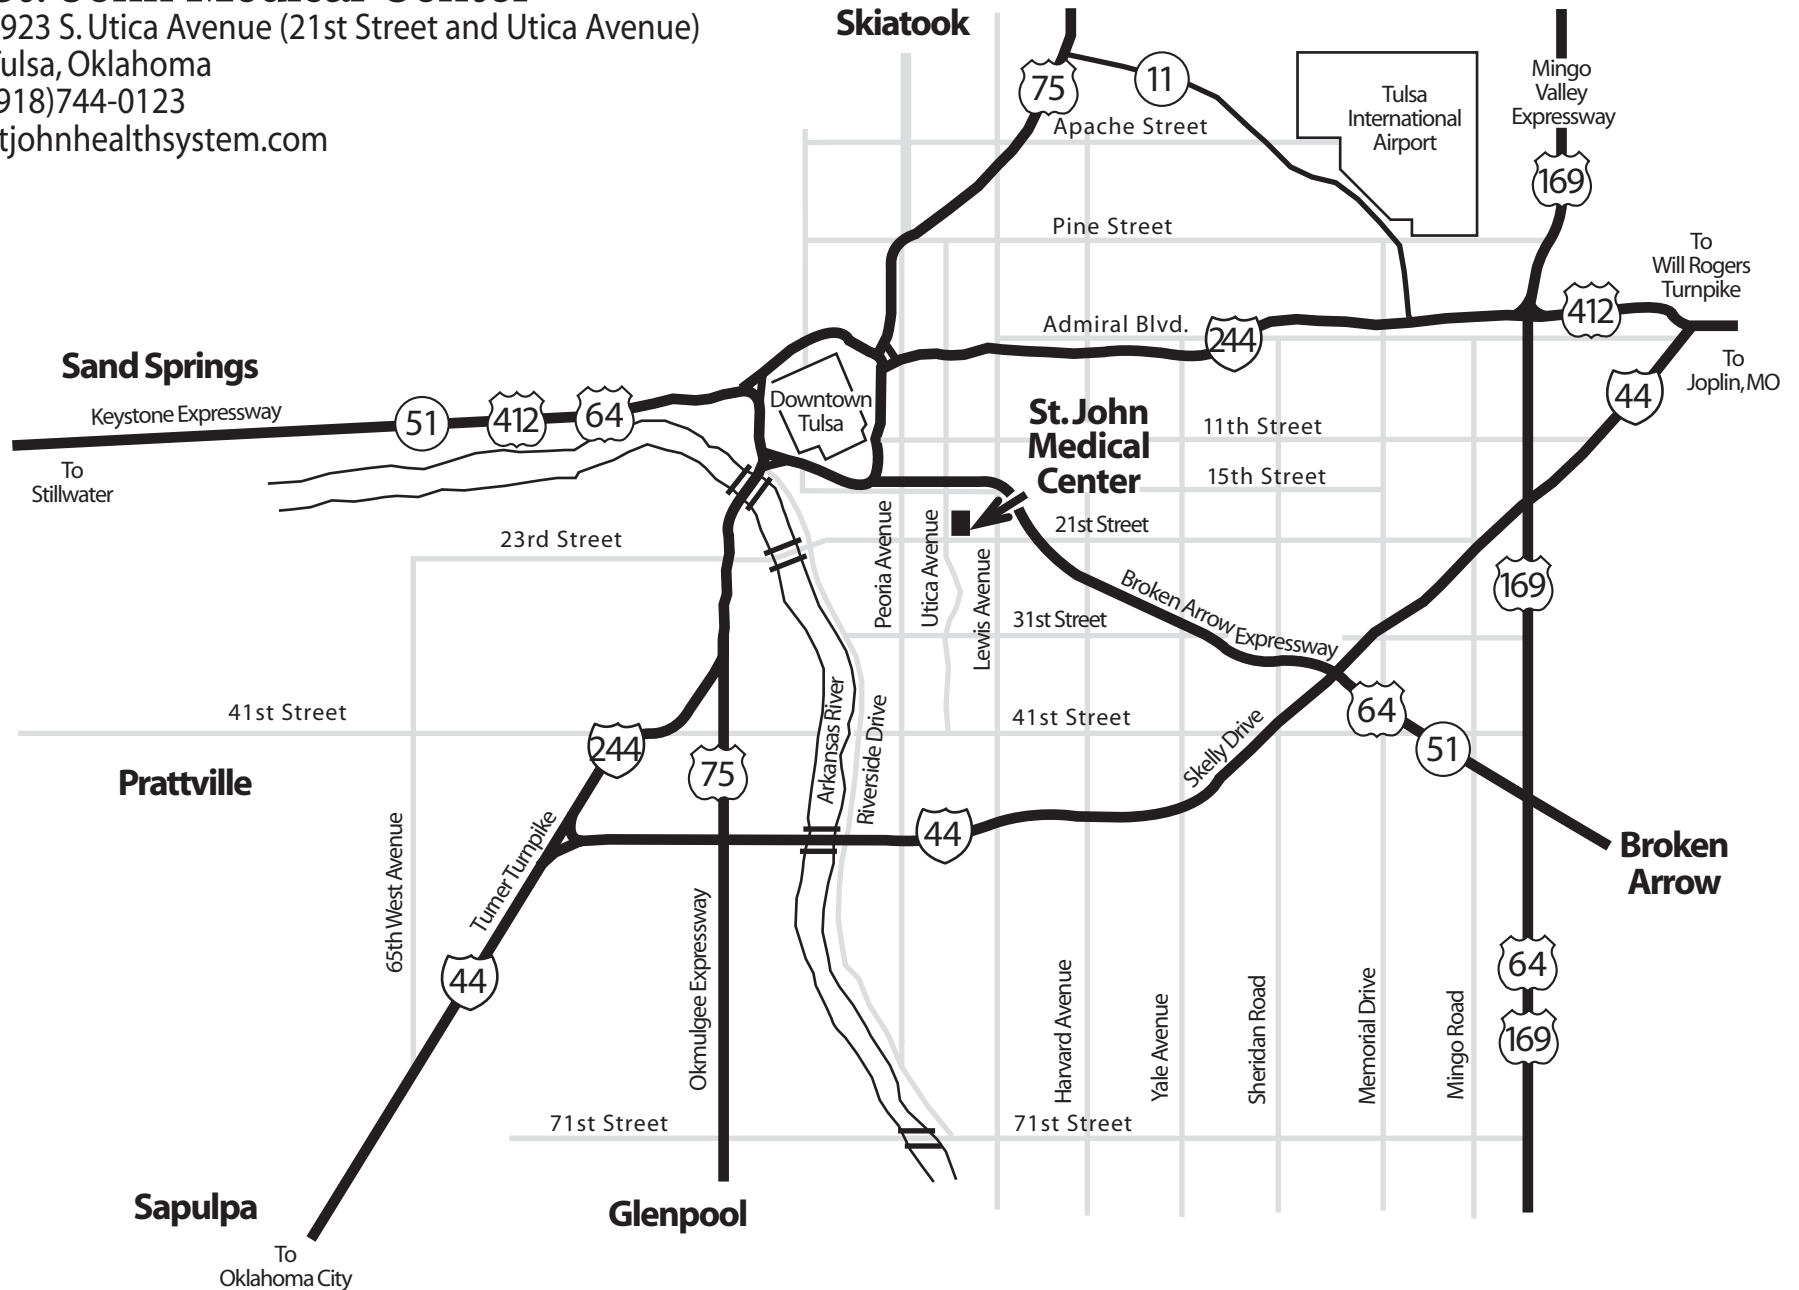 923 S. Utica Avenue (21st Street and Utica Avenue)
Tulsa, Oklahoma
918)744-0123
tjohnhealthsystem.com
Skiatook
75
11
Apache Street
Tulsa
International
Airport
Mingo
Valley
Expressway
169
Pine Street
To
Will Rogers
Turnpike
412
Admiral Blvd.
244
To
Joplin, MO
44
Sand Springs
Keystone Expressway
51
412
64
To
Stillwater
Downtown
Tulsa
St. John
Medical
Center
11th Street
15th Street
21st Street
23rd Street
Peoria Avenue
Utica Avenue
Lewis Avenue
31st Street
Broken Arrow Expressway
169
41st Street
41st Street
64
51
244
75
Arkansas River
Riverside Drive
Skelly Drive
Prattville
44
Broken
Arrow
65th West Avenue
Turner Turnpike
44
Okmulgee Expressway
64
169
Harvard Avenue
Yale Avenue
Sheridan Road
Memorial Drive
Mingo Road
71st Street
71st Street
Sapulpa
Glenpool
To
Oklahoma City